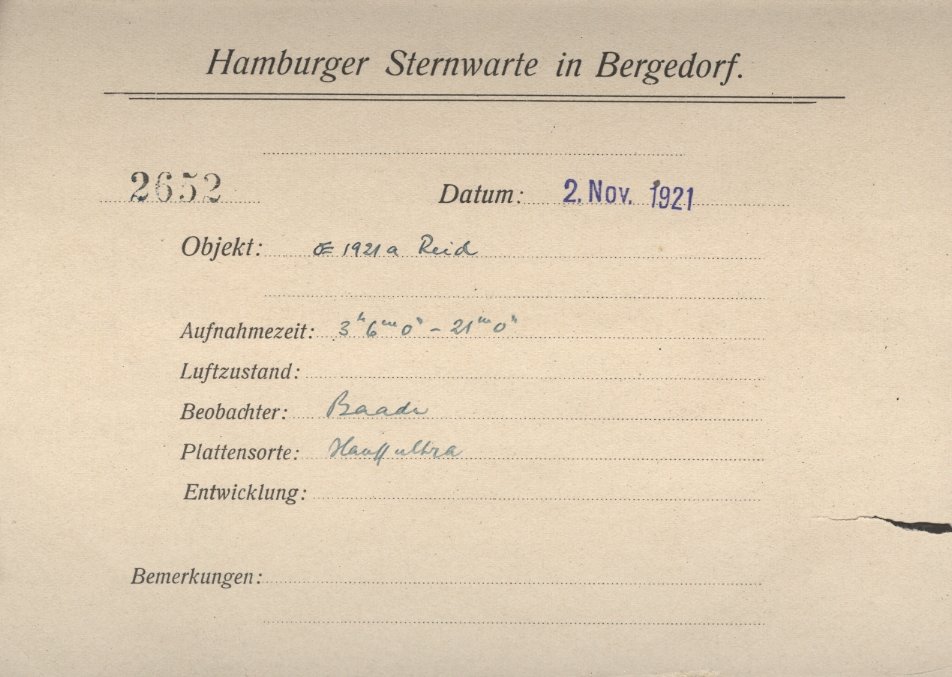 Hamburger Sternwarte in Bergedorf.
2652 Datum: 2. Nov. 1921
Objekt: 1921a Reid
Aufnahmezeit: 3ʰ6ᵐ0ˢ - 21ᵐ0ˢ
Luftzustand:
Beobachter: Baade
Plattensorte: Hauff ultra
Entwicklung:
Bemerkungen: